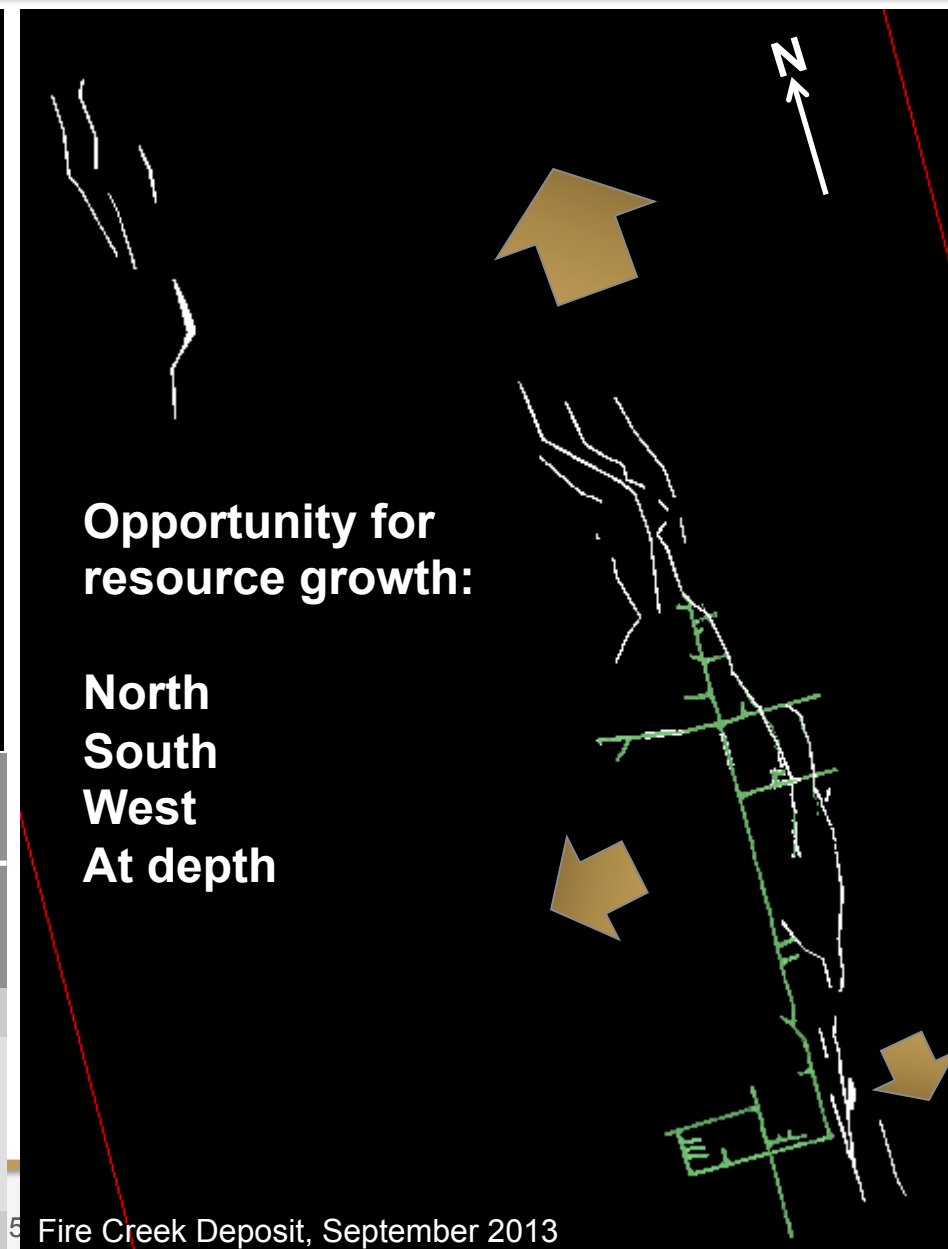 N
Opportunity for
resource growth:
North
South
West
At depth
5
Fire Creek Deposit, September 2013